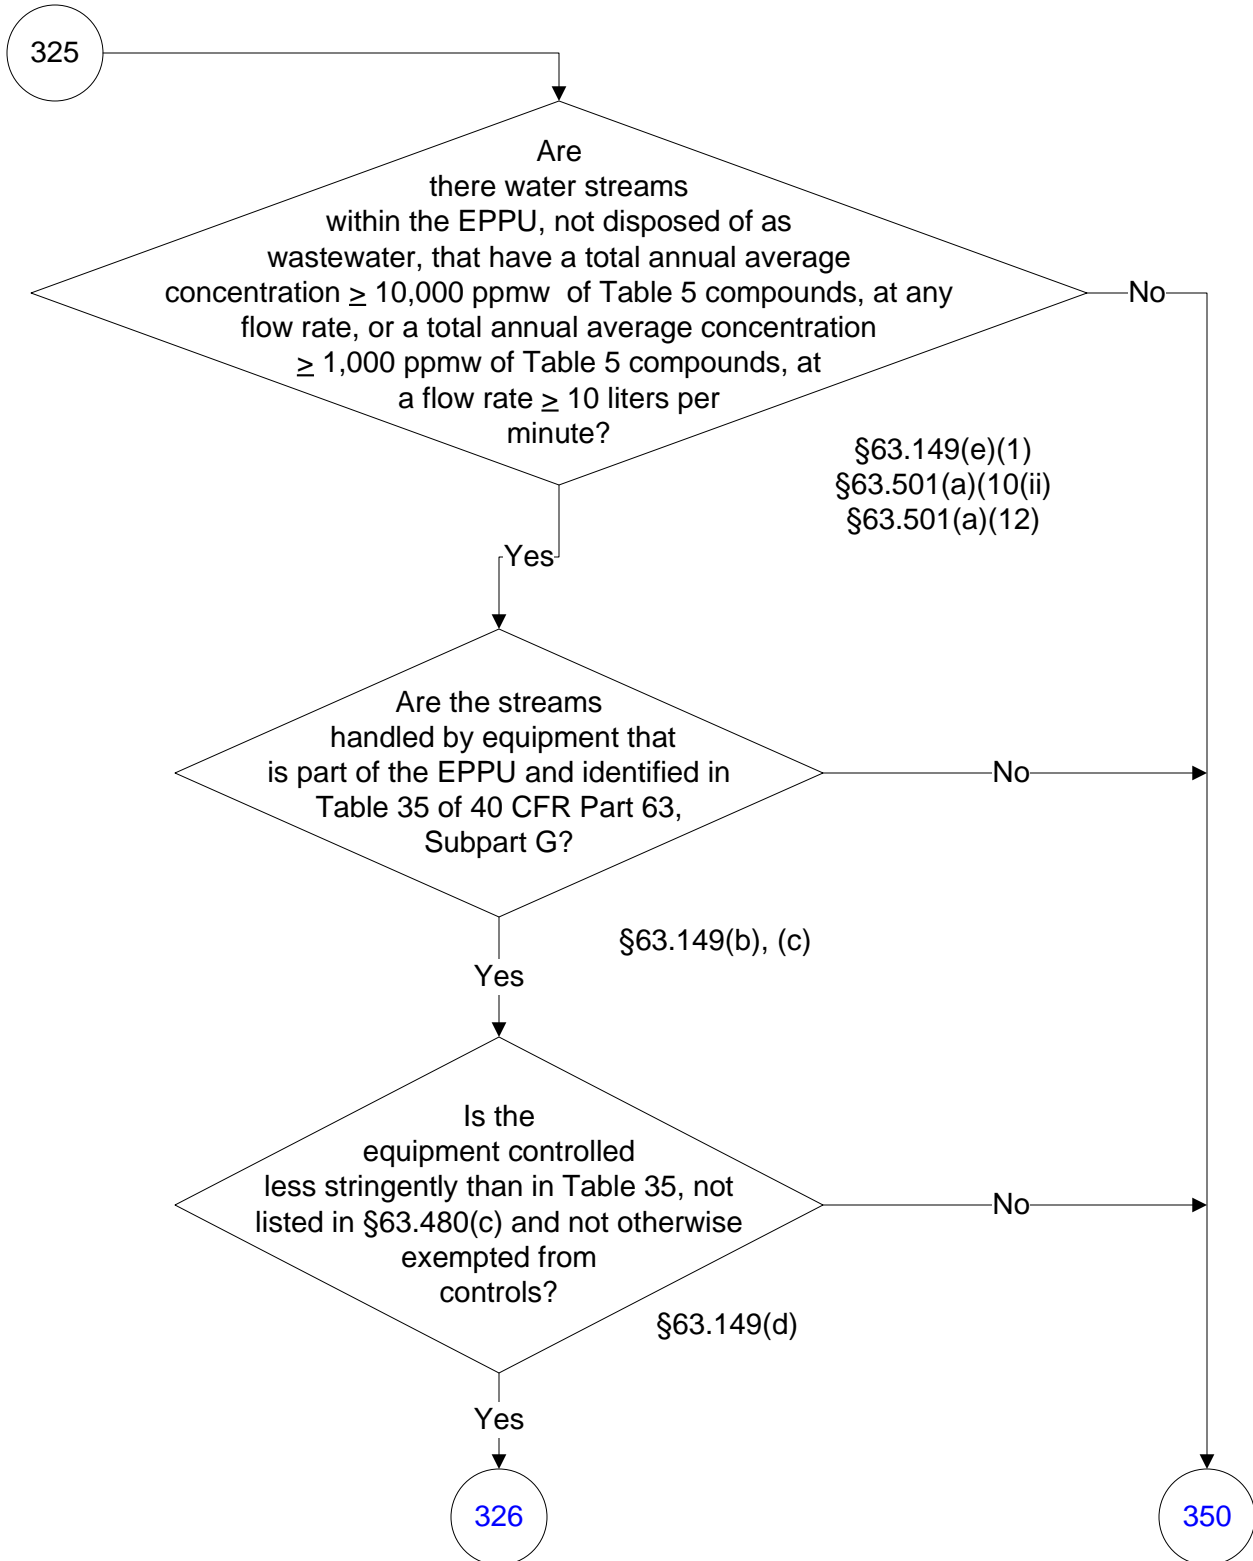 325
Are
there water streams
within the EPPU, not disposed of as
wastewater, that have a total annual average
concentration ≥ 10,000 ppmw  of Table 5 compounds, at any
flow rate, or a total annual average concentration
≥ 1,000 ppmw of Table 5 compounds, at
a flow rate ≥ 10 liters per
minute?
No
§63.149(e)(1)
§63.501(a)(10(ii)
§63.501(a)(12)
Yes
Are the streams
handled by equipment that
is part of the EPPU and identified in
Table 35 of 40 CFR Part 63,
Subpart G?
No
§63.149(b), (c)
Yes
Is the
equipment controlled
less stringently than in Table 35, not
listed in §63.480(c) and not otherwise
exempted from
controls?
No
§63.149(d)
Yes
326
350